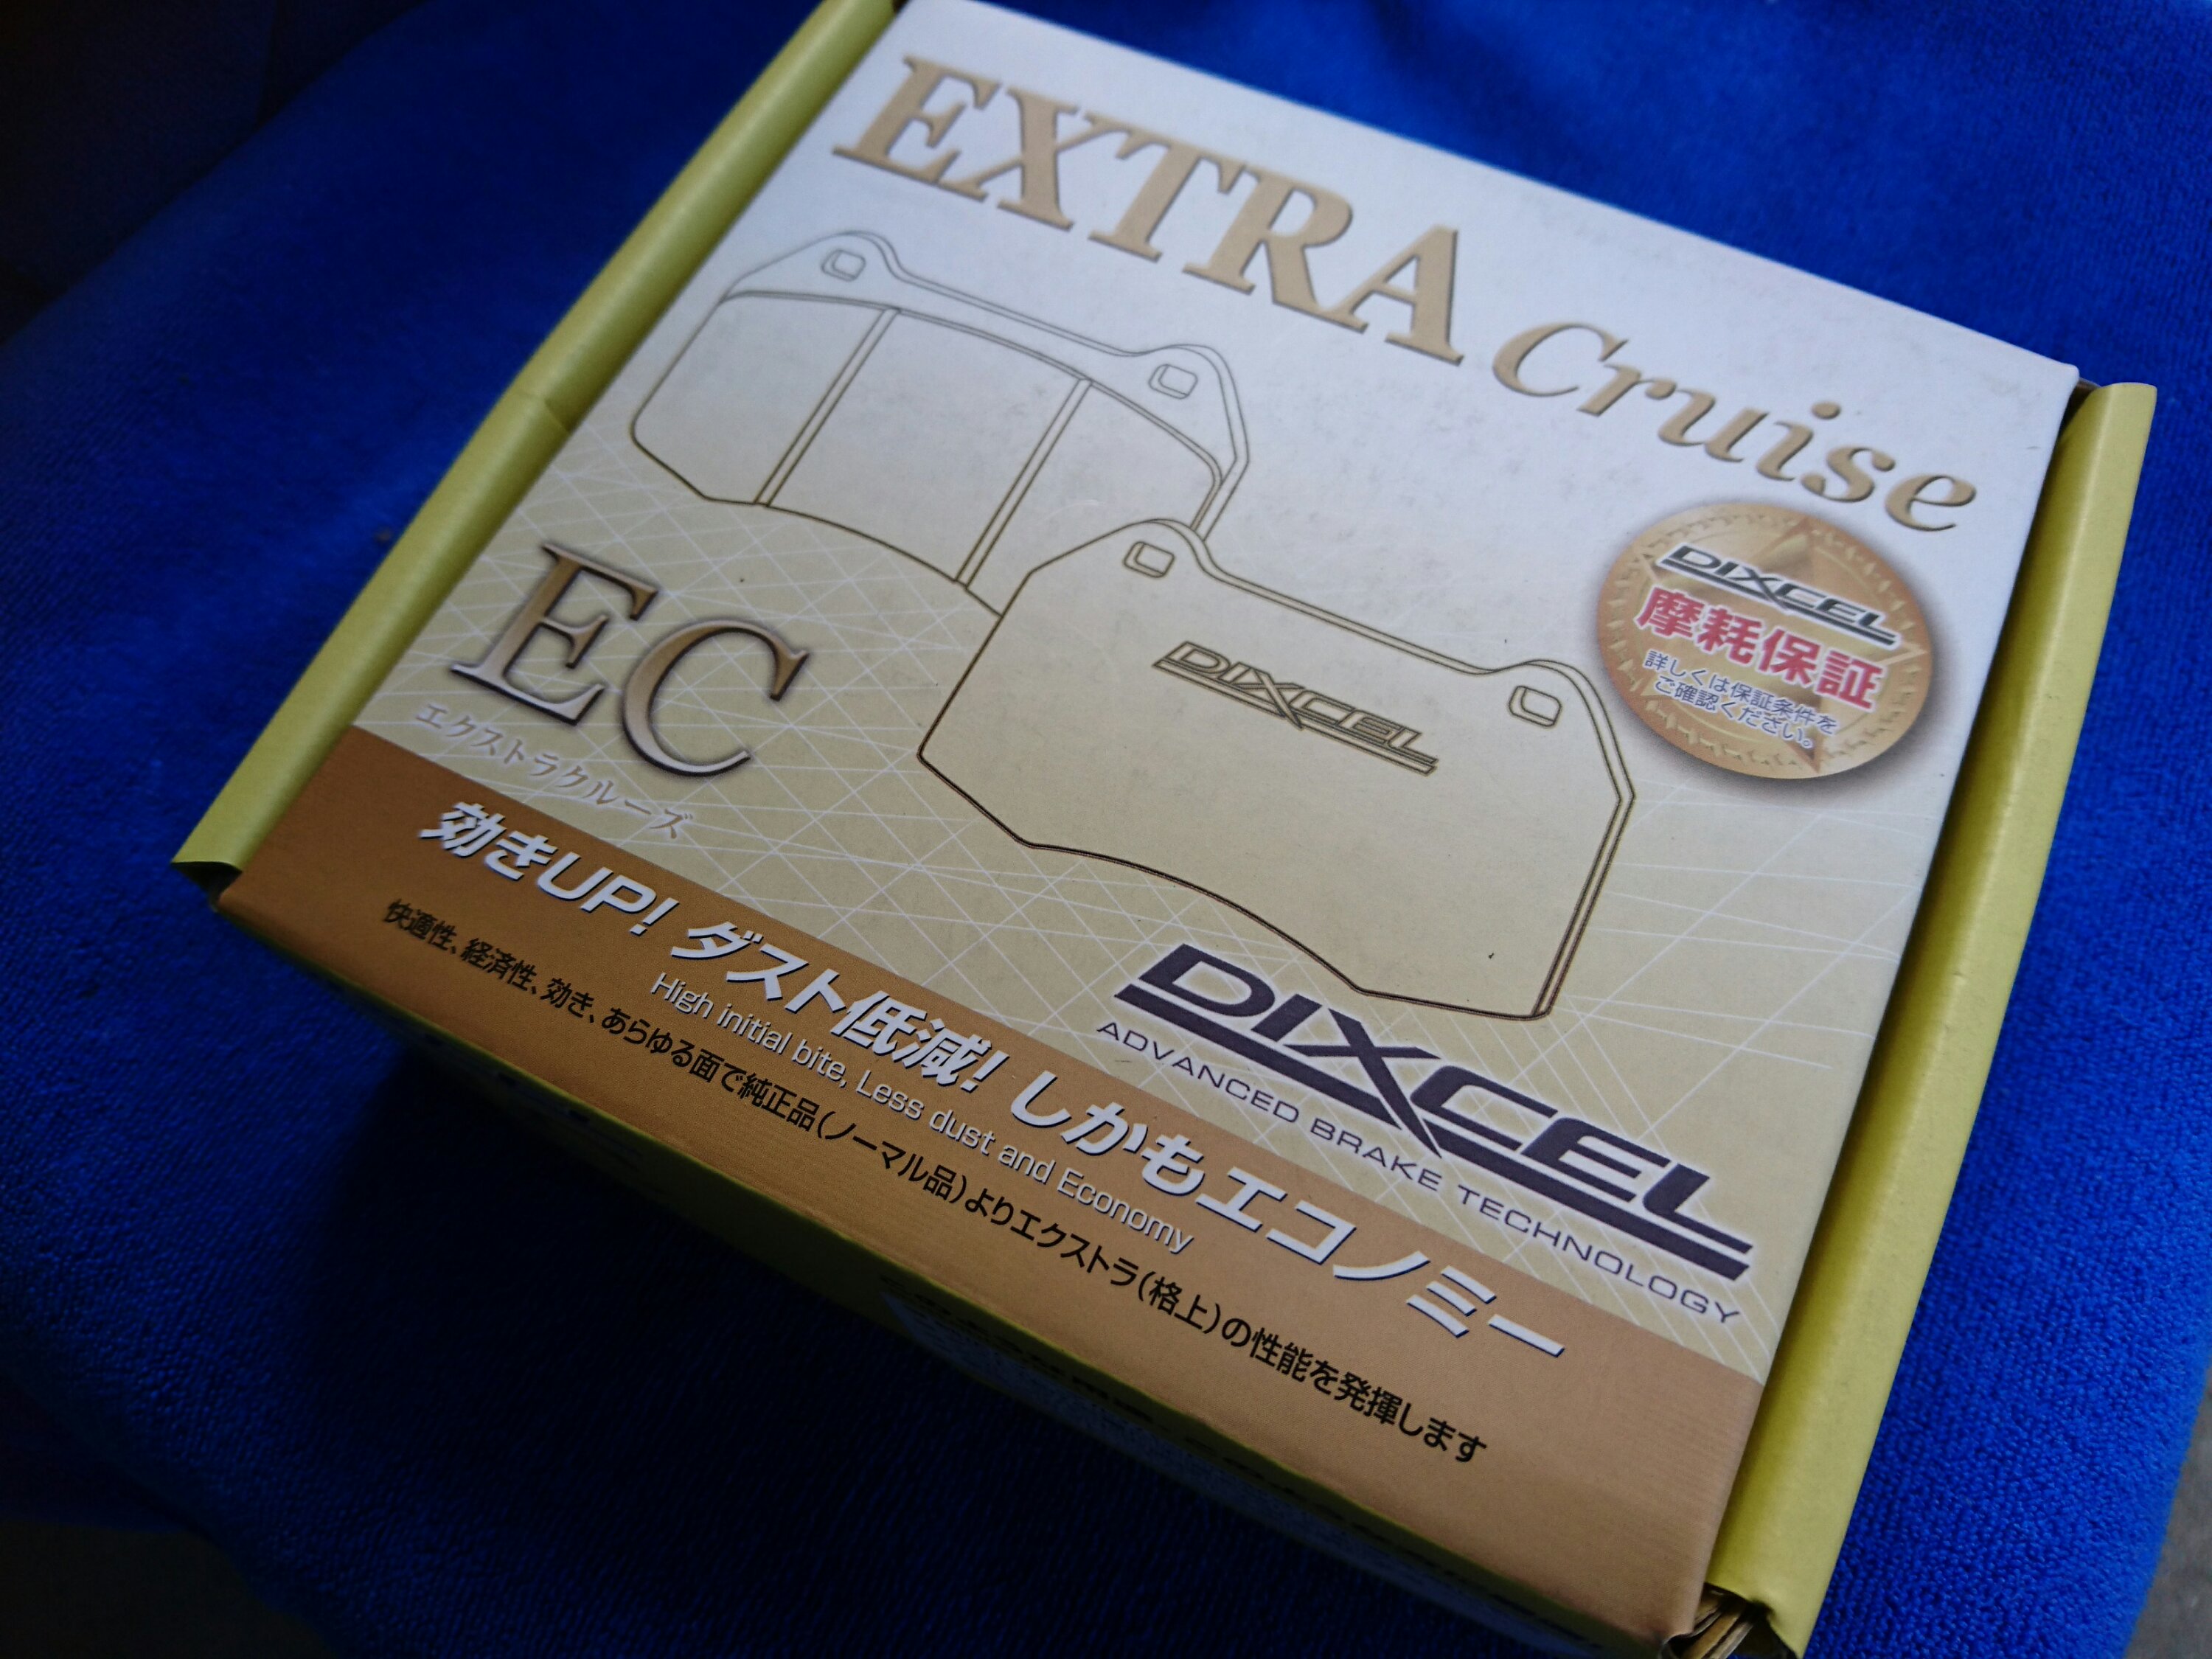 EXTRA Cruise
DIXCEL
摩耗保証
詳しくは保証条件を
ご確認ください。
DIXCEL
EC
エクストラクルーズ
DIXCEL
ADVANCED BRAKE TECHNOLOGY
効きUP! ダスト低減! しかもエコノミー
High initial bite, Less dust and Economy
快適性、経済性、効き、あらゆる面で純正品(ノーマル品)よりエクストラ(格上)の性能を発揮します